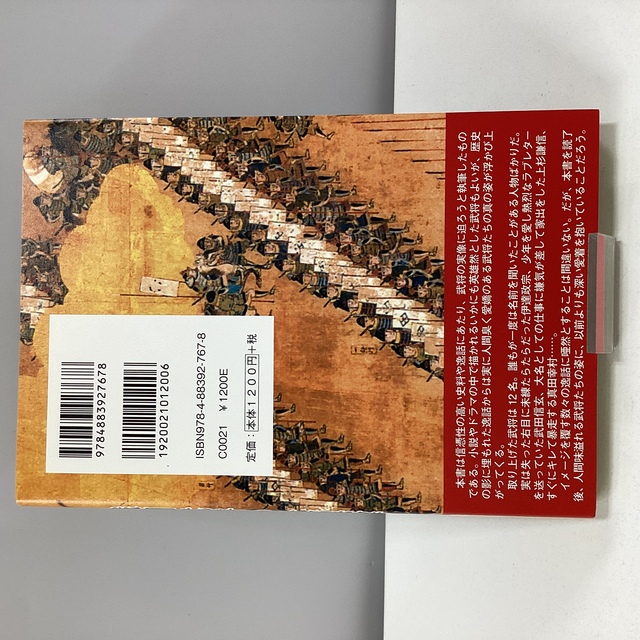 本書は信憑性の高い史料や逸話にあたり、武将の実像に迫ろうと執筆したもの
である。小説やドラマの中で描かれるいかにも英雄然とした武将もよいが、歴史
の影に埋もれた逸話からは実に人間臭く愛嬌のある武将たちの真の姿が浮かび上
がってくる。
取り上げた武将は12名。誰もが一度は名前を聞いたことがある人物ばかりだ。
実は失った右目に未練たらたらだった伊達政宗、少年を愛し熱烈なラブレター
を送っていた武田信玄、大名としての仕事に嫌気が差して家出をした上杉謙信、
すぐにキレて暴走する真田幸村……。
イメージを覆す数々の逸話に唖然とすることは間違いない。だが、本書を読了
後、人間味溢れる武将たちの姿に、以前よりも深い愛着を抱いていることだろう。
9784883927678
1920021012006
ISBN978-4-88392-767-8
C0021 ¥1200E
定価:本体1200円+税